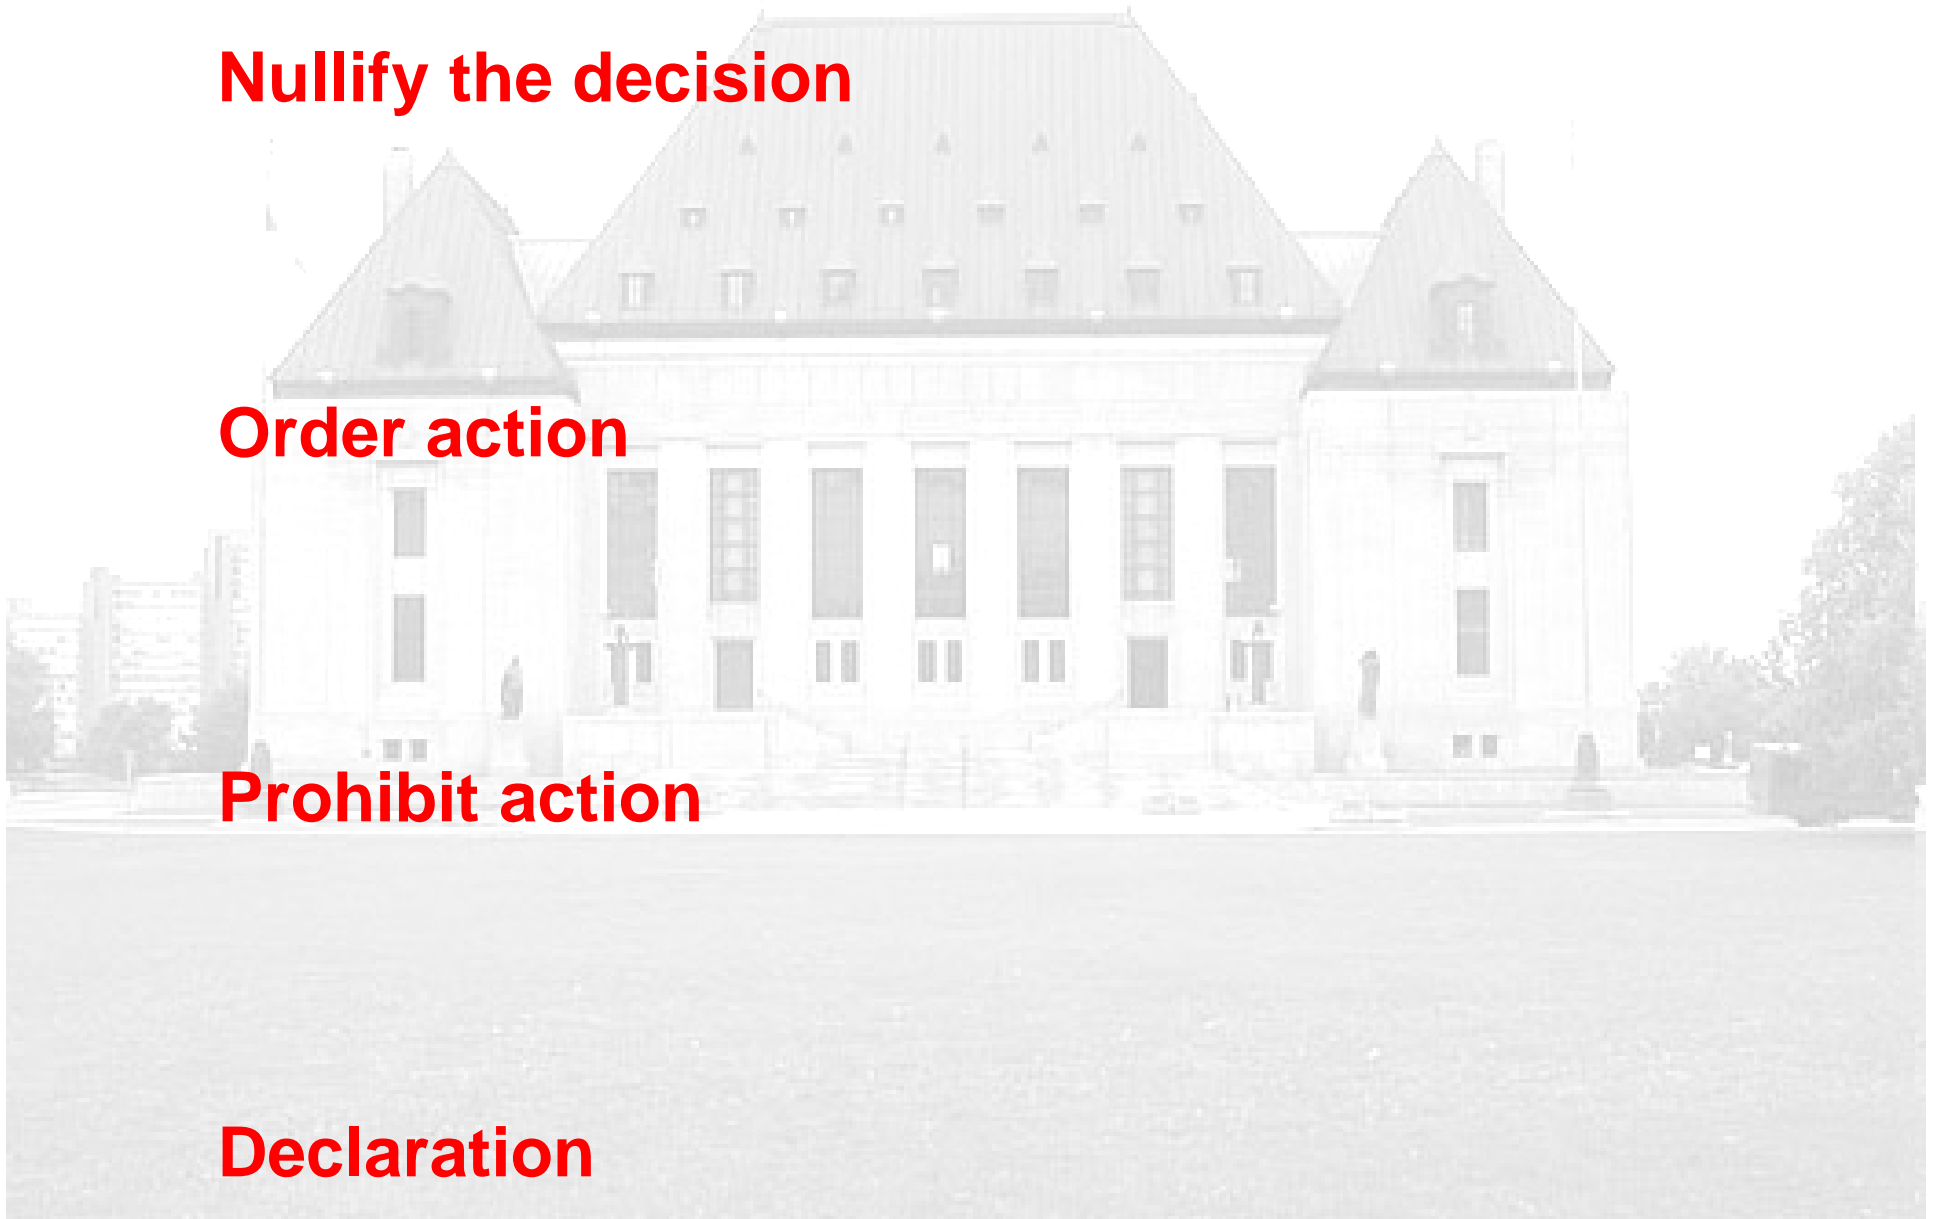 Nullify the decision
Order action
Prohibit action
Declaration